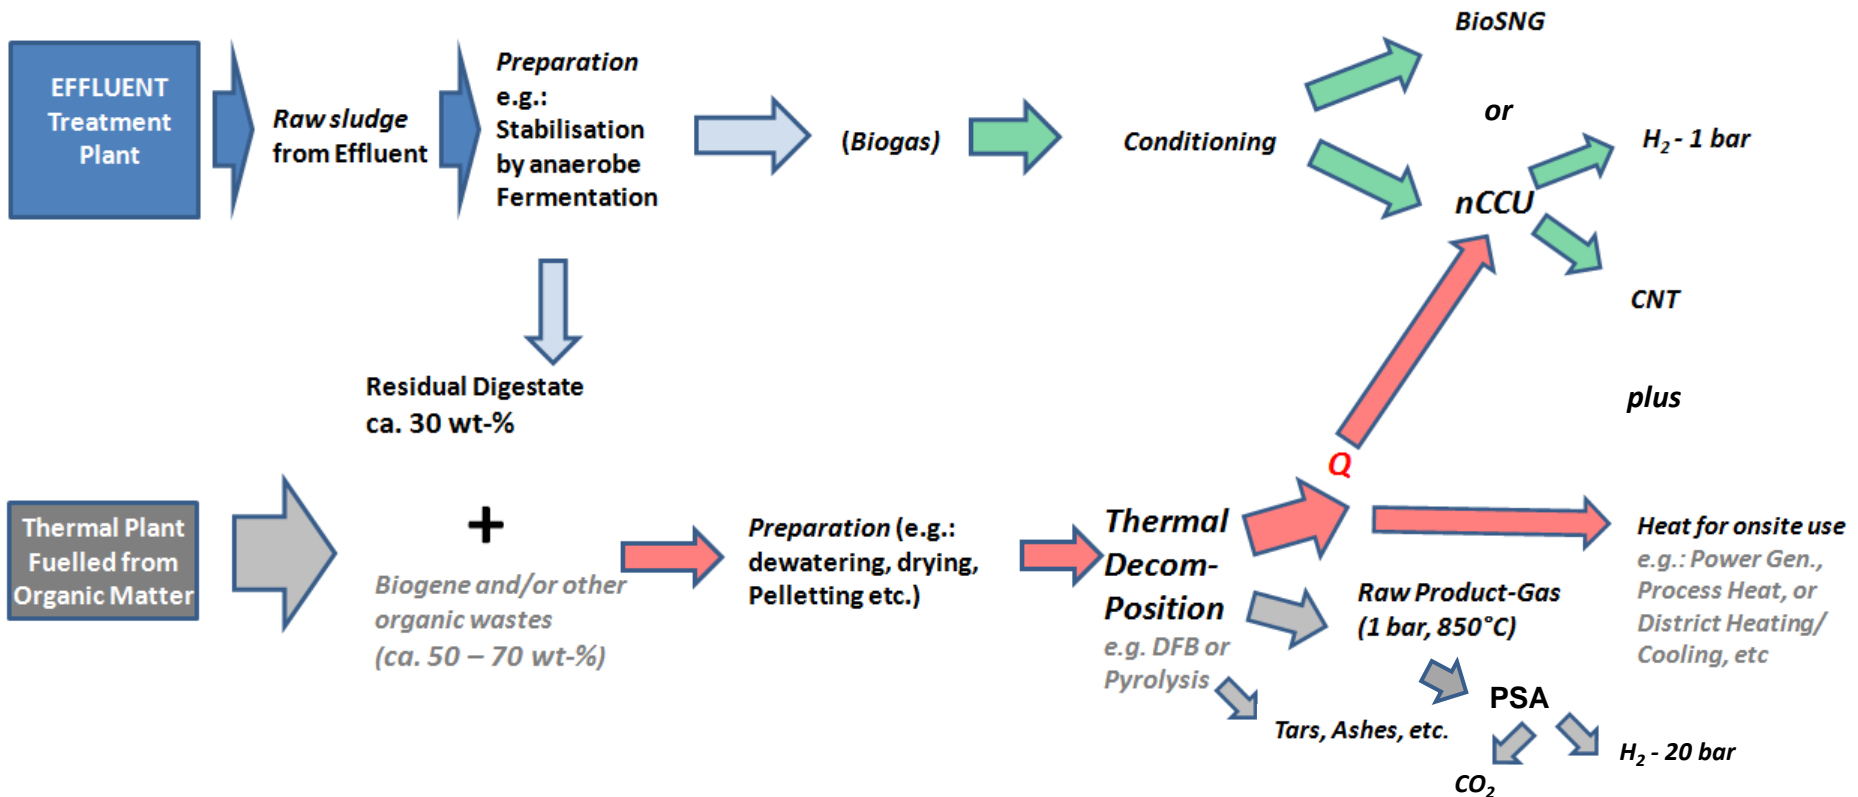 EFFLUENT
Treatment
Plant
Raw sludge
from Effluent
Preparation
e.g.:
Stabilisation
by anaerobe
Fermentation
(Biogas)
Conditioning
BioSNG
or
nCCU
H₂ - 1 bar
CNT
plus
Residual Digestate
ca. 30 wt-%
Thermal Plant
Fuelled from
Organic Matter
+
Biogene and/or other
organic wastes
(ca. 50 – 70 wt-%)
Preparation (e.g.:
dewatering, drying,
Pelletting etc.)
Thermal
Decom-
Position
e.g. DFB or
Pyrolysis
Q
Heat for onsite use
e.g.: Power Gen.,
Process Heat, or
District Heating/
Cooling, etc
Raw Product-Gas
(1 bar, 850°C)
Tars, Ashes, etc.
PSA
CO₂
H₂ - 20 bar